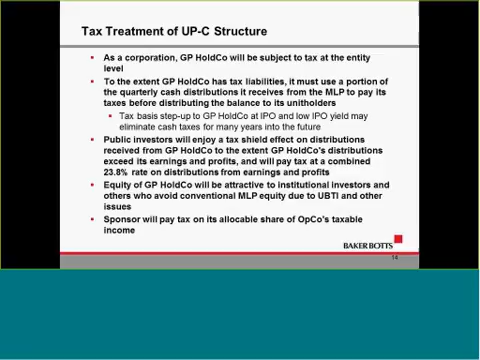 Tax Treatment of UP-C Structure
As a corporation, GP HoldCo will be subject to tax at the entity
level
To the extent GP HoldCo has tax liabilities, it must use a portion of
the quarterly cash distributions it receives from the MLP to pay its
taxes before distributing the balance to its unitholders
Tax basis step-up to GP HoldCo at IPO and low IPO yield may
eliminate cash taxes for many years into the future
Public investors will enjoy a tax shield effect on distributions
received from GP HoldCo to the extent GP HoldCo's distributions
exceed its earnings and profits, and will pay tax at a combined
23.8% rate on distributions from earnings and profits
Equity of GP HoldCo will be attractive to institutional investors and
others who avoid conventional MLP equity due to UBTI and other
issues
Sponsor will pay tax on its allocable share of OpCo's taxable
income
BAKER BOTTS
14